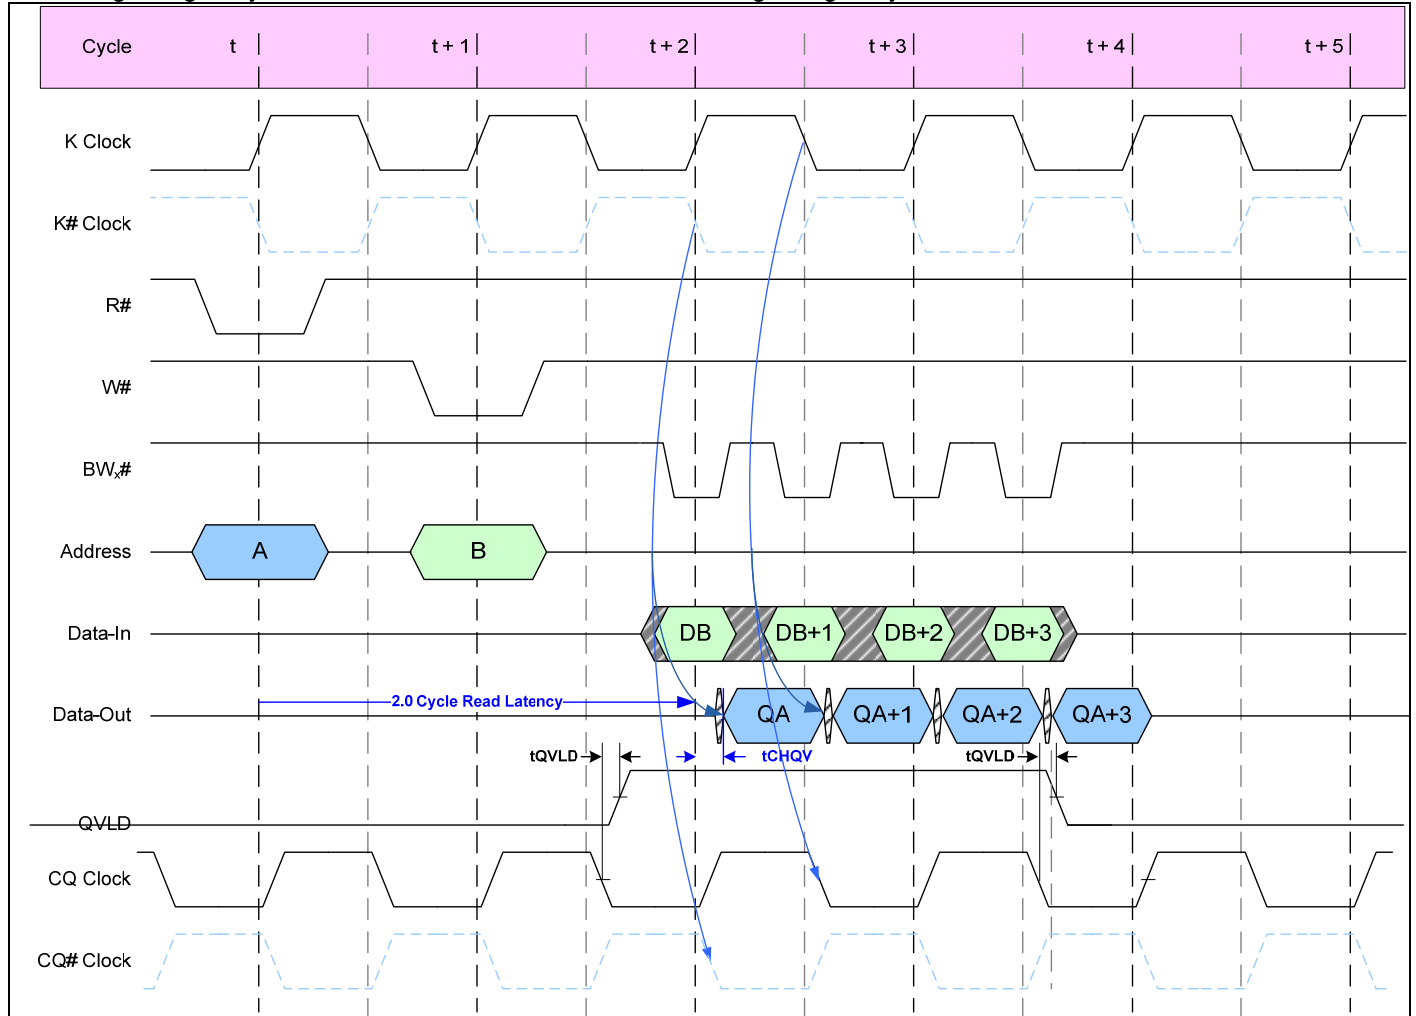 Cycle t t + 1 t + 2 t + 3 t + 4 t + 5
K Clock
K# Clock
R#
W#
BWx#
Address A B
Data-In DB DB+1 DB+2 DB+3
2.0 Cycle Read Latency
Data-Out QA QA+1 QA+2 QA+3
tQVLD tCHQV tQVLD
QVLD
CQ Clock
CQ# Clock